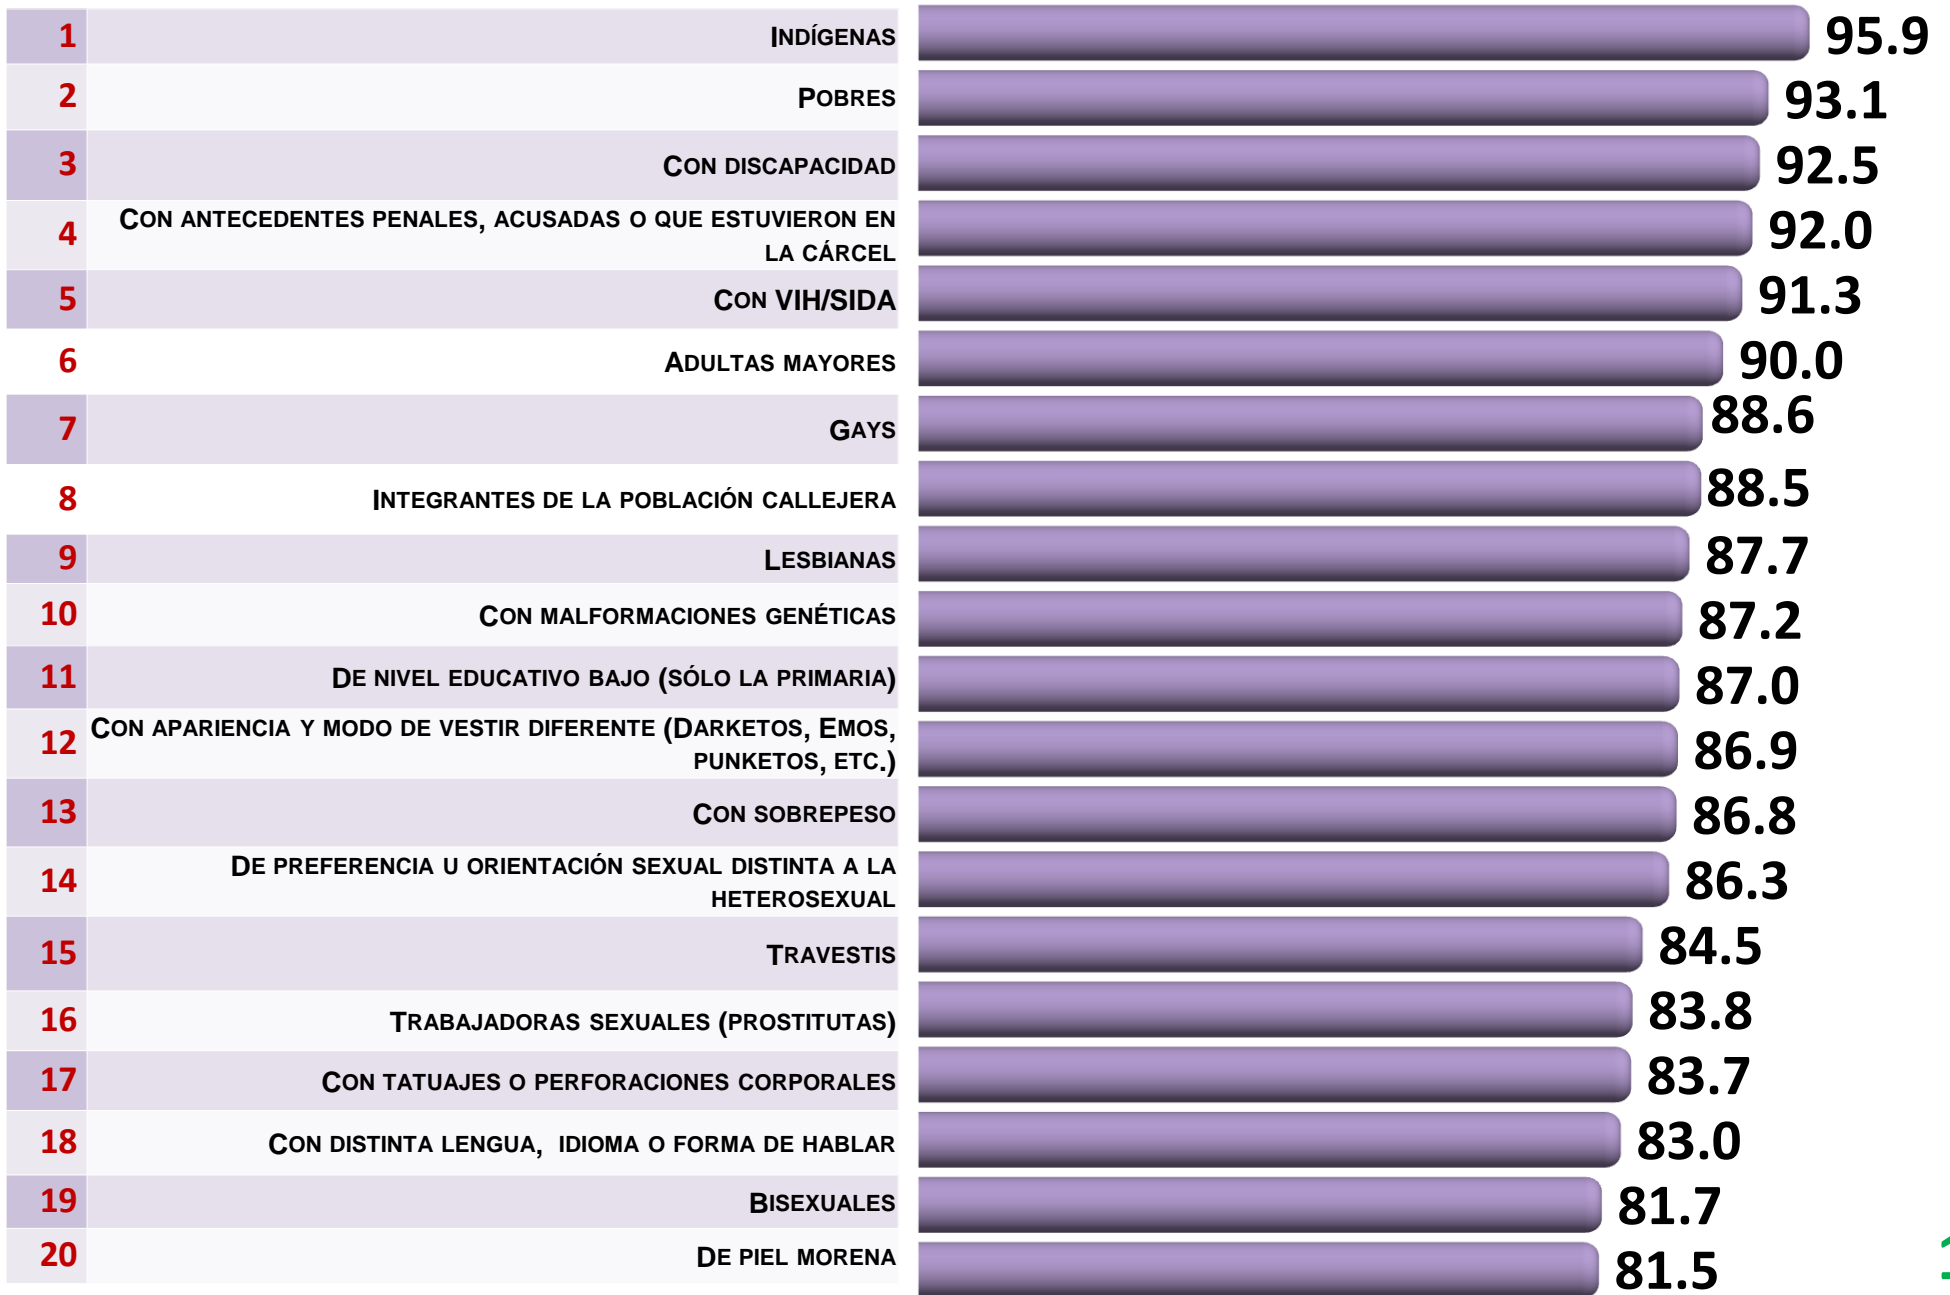 1 INDÍGENAS 95.9
2 POBRES 93.1
3 CON DISCAPACIDAD 92.5
4 CON ANTECEDENTES PENALES, ACUSADAS O QUE ESTUVIERON EN
LA CÁRCEL 92.0
5 CON VIH/SIDA 91.3
6 ADULTAS MAYORES 90.0
7 GAYS 88.6
8 INTEGRANTES DE LA POBLACIÓN CALLEJERA 88.5
9 LESBIANAS 87.7
10 CON MALFORMACIONES GENÉTICAS 87.2
11 DE NIVEL EDUCATIVO BAJO (SÓLO LA PRIMARIA) 87.0
12 CON APARIENCIA Y MODO DE VESTIR DIFERENTE (DARKETOS, EMOS,
PUNKETOS, ETC.) 86.9
13 CON SOBREPESO 86.8
14 DE PREFERENCIA U ORIENTACIÓN SEXUAL DISTINTA A LA
HETEROSEXUAL 86.3
15 TRAVESTIS 84.5
16 TRABAJADORAS SEXUALES (PROSTITUTAS) 83.8
17 CON TATUAJES O PERFORACIONES CORPORALES 83.7
18 CON DISTINTA LENGUA, IDIOMA O FORMA DE HABLAR 83.0
19 BISEXUALES 81.7
20 DE PIEL MORENA 81.5